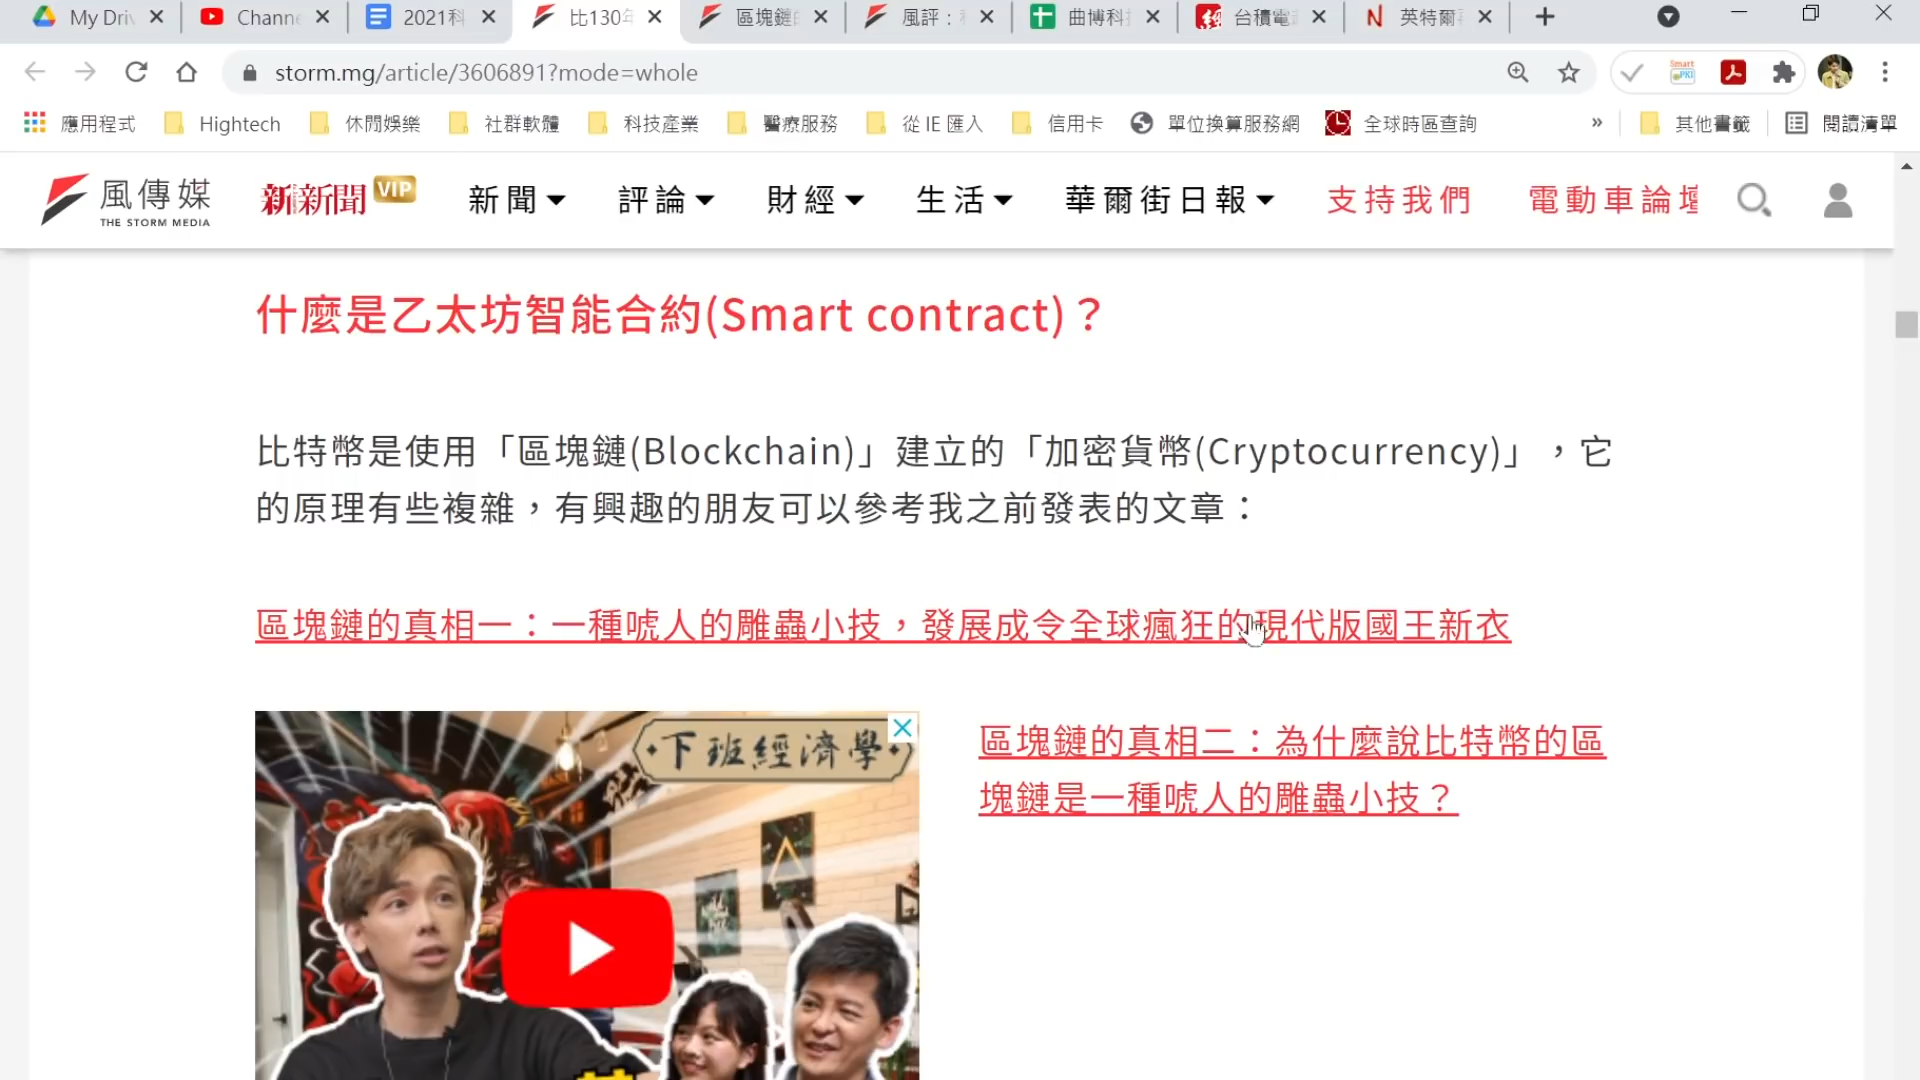 My Driv
Channe
2021科
比130年
區塊鏈的
風評：
曲博科
台積電
英特爾
storm.mg/article/3606891?mode=whole
Smart PKI
應用程式
Hightech
休閒娛樂
社群軟體
科技產業
醫療服務
從 IE 匯入
信用卡
單位換算服務網
全球時區查詢
»
其他書籤
閱讀清單
風傳媒
THE STORM MEDIA
新新聞 VIP
新聞
評論
財經
生活
華爾街日報
支持我們
電動車論壇
什麼是乙太坊智能合約(Smart contract)？
比特幣是使用「區塊鏈(Blockchain)」建立的「加密貨幣(Cryptocurrency)」，它
的原理有些複雜，有興趣的朋友可以參考我之前發表的文章：
區塊鏈的真相一：一種唬人的雕蟲小技，發展成令全球瘋狂的現代版國王新衣
下班經濟學
區塊鏈的真相二：為什麼說比特幣的區
塊鏈是一種唬人的雕蟲小技？